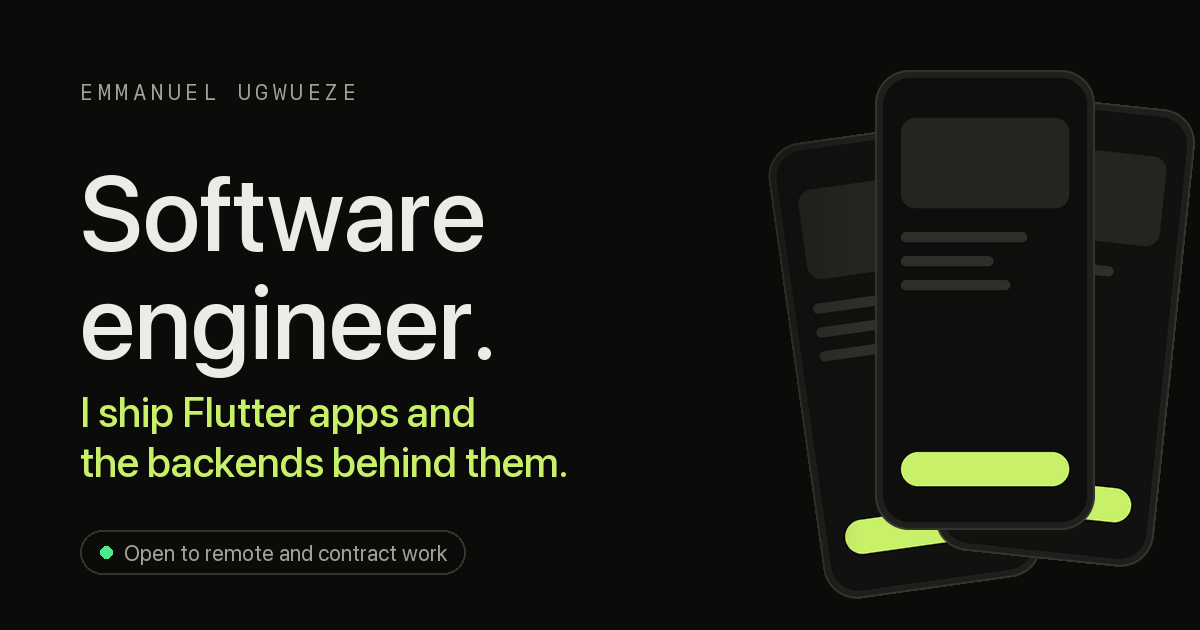 EMMANUEL UGWUEZE
Software
engineer.
I ship Flutter apps and
the backends behind them.
Open to remote and contract work